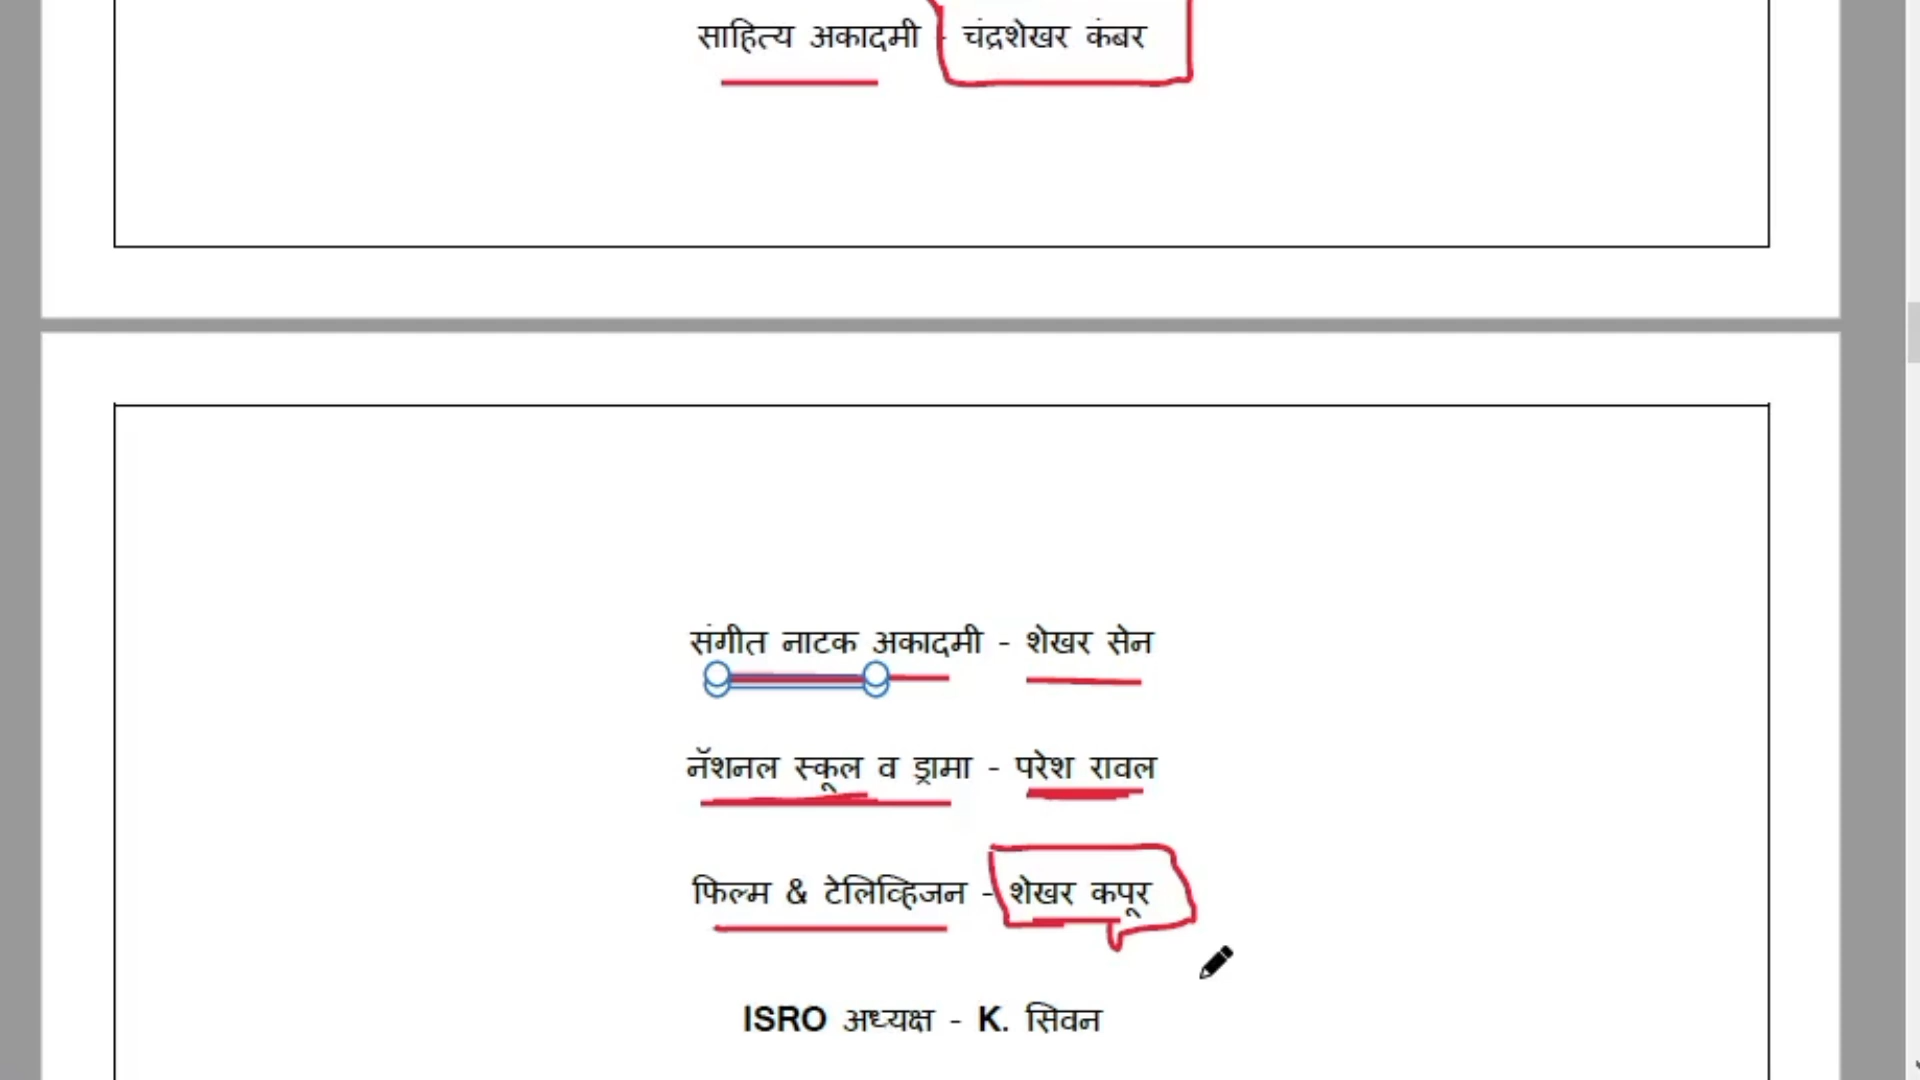 साहित्य अकादमी - चंद्रशेखर कंबर
संगीत नाटक अकादमी - शेखर सेन
नॅशनल स्कूल व ड्रामा - परेश रावल
फिल्म & टेलिव्हिजन - शेखर कपूर
ISRO अध्यक्ष - K. सिवन